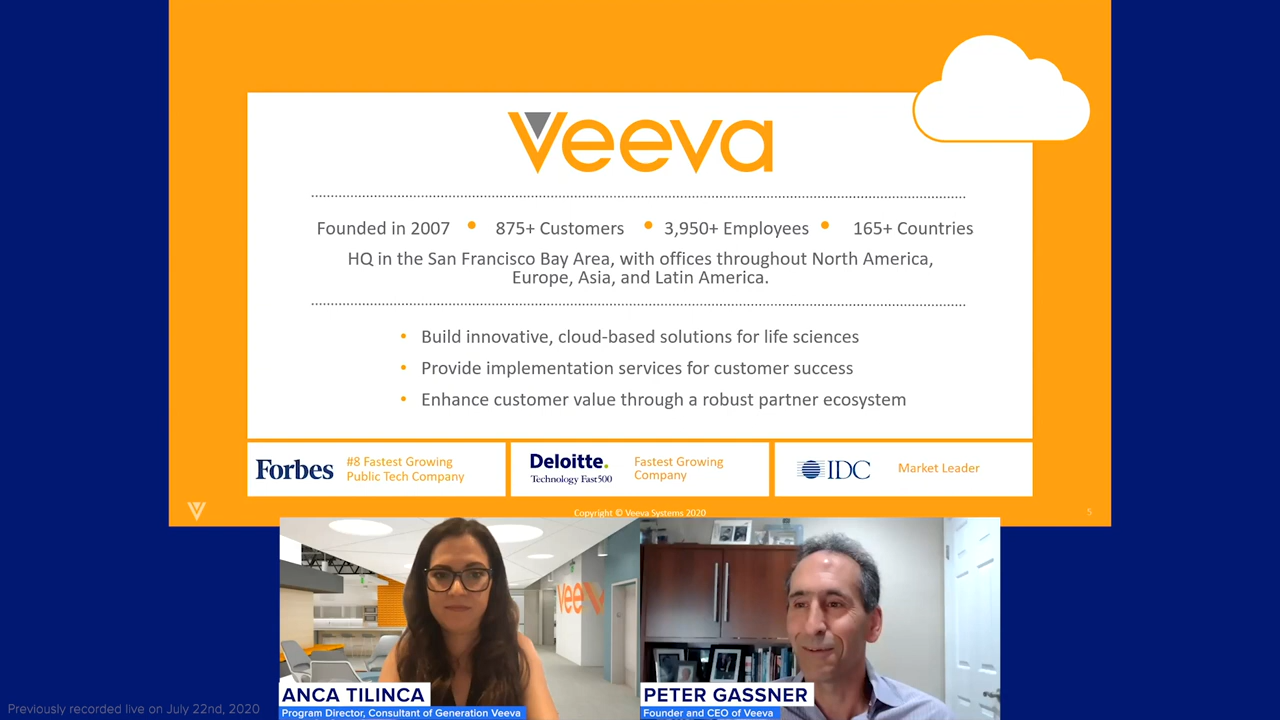 Veeva
Founded in 2007 • 875+ Customers • 3,950+ Employees • 165+ Countries
HQ in the San Francisco Bay Area, with offices throughout North America,
Europe, Asia, and Latin America.
• Build innovative, cloud-based solutions for life sciences
• Provide implementation services for customer success
• Enhance customer value through a robust partner ecosystem
Forbes
#8 Fastest Growing
Public Tech Company
Deloitte.
Technology Fast500
Fastest Growing
Company
IDC
Market Leader
Copyright © Veeva Systems 2020
5
ANCA TILINCA
Program Director, Consultant of Generation Veeva
PETER GASSNER
Founder and CEO of Veeva
Previously recorded live on July 22nd, 2020